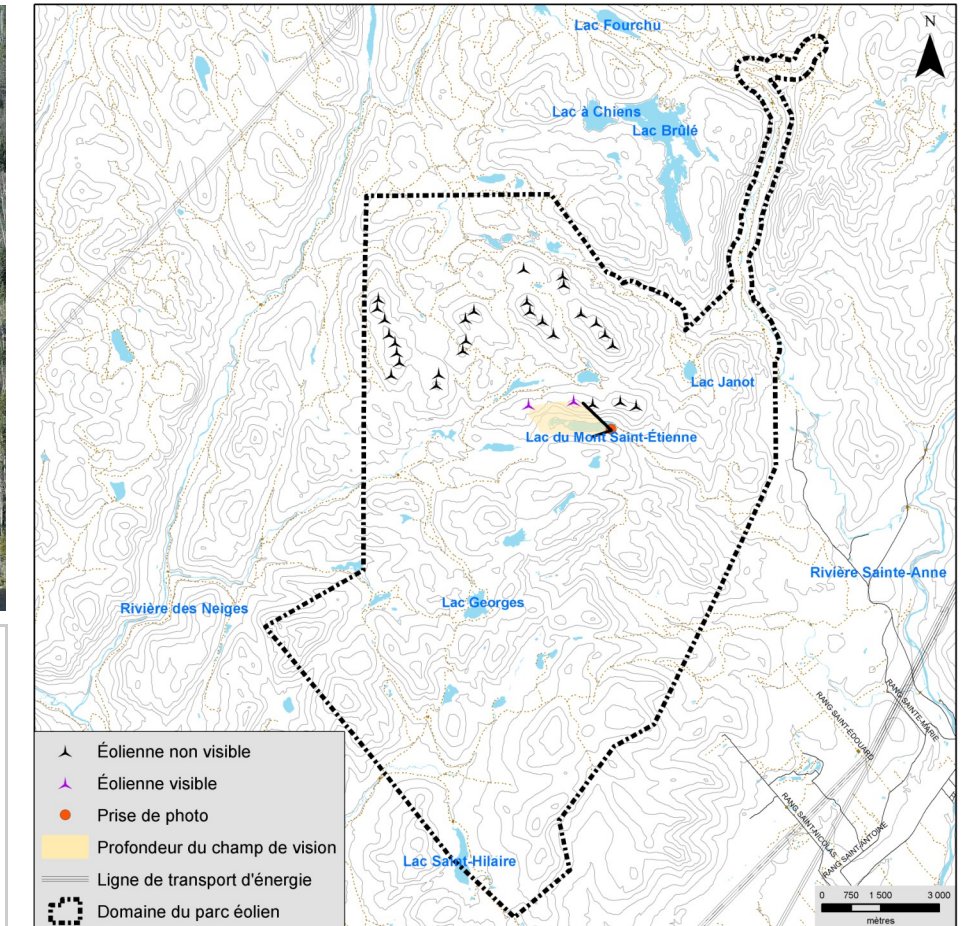 Lac Fourchu
N
Lac à Chiens
Lac Brûlé
Lac Janot
Lac du Mont Saint-Étienne
Rivière Sainte-Anne
Lac Georges
Rivière des Neiges
RANG SAINTE-MARIE
RANG SAINT-ÉDOUARD
RANG SAINT-NICOLAS
RANG SAINT-ANTOINE
Lac Saint-Hilaire
Éolienne non visible
Éolienne visible
Prise de photo
Profondeur du champ de vision
Ligne de transport d'énergie
Domaine du parc éolien
0 750 1 500 3 000
mètres